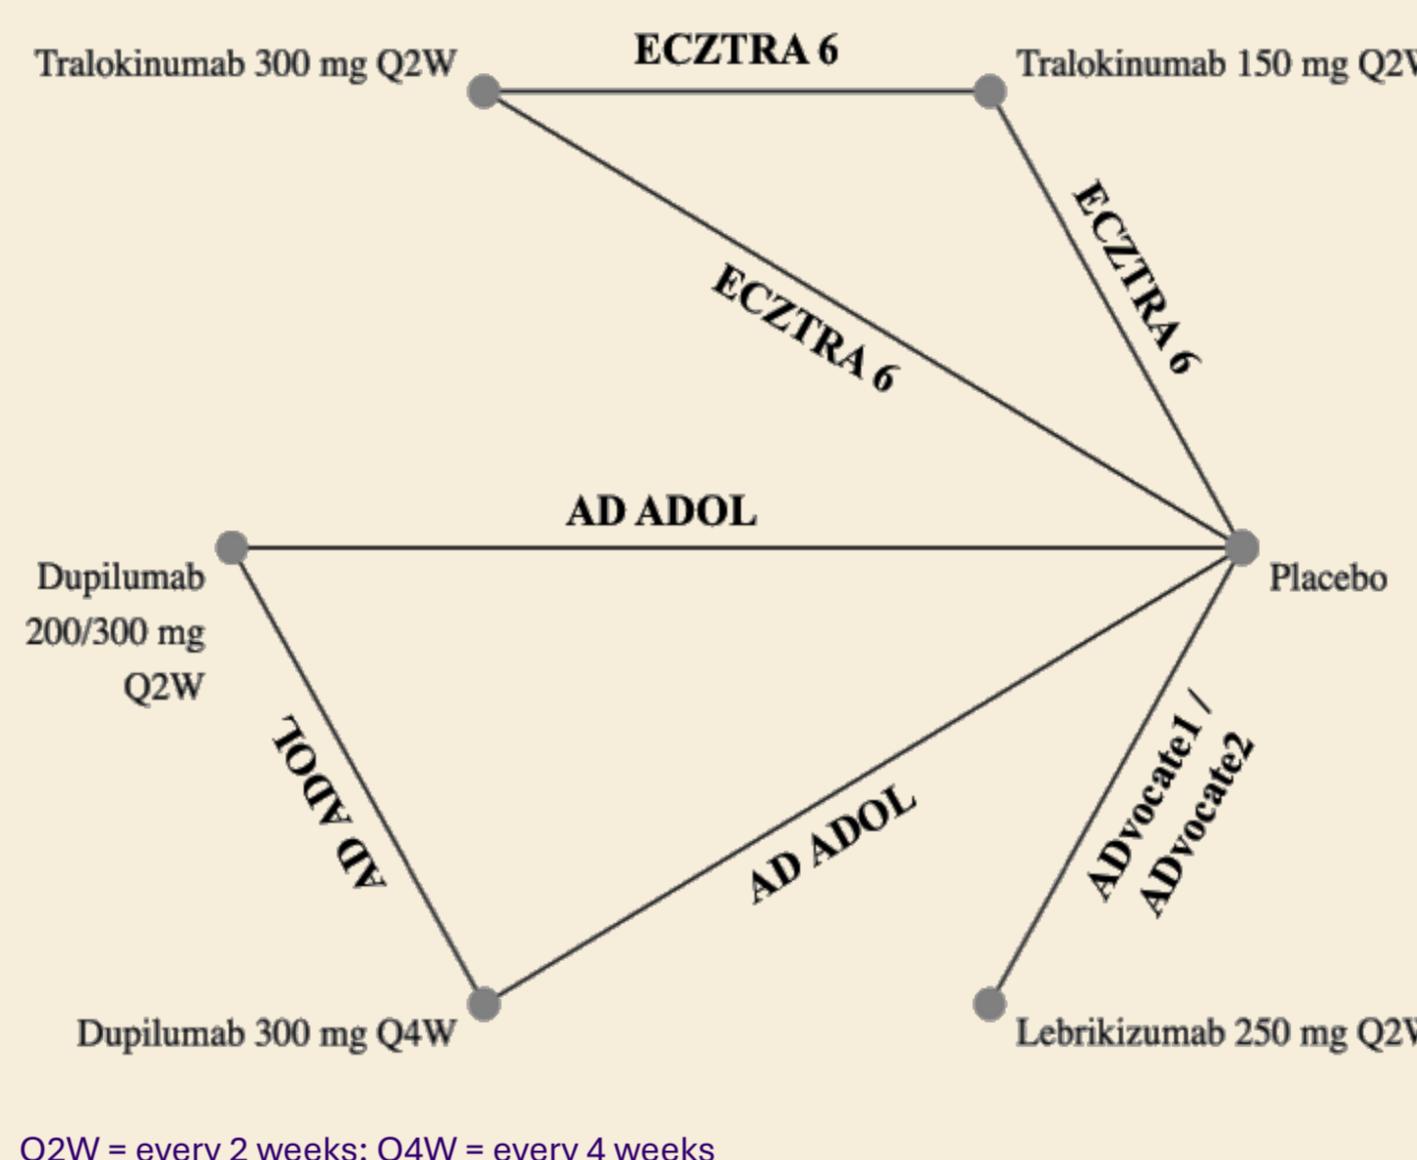 ECZTRA 6
Tralokinumab 300 mg Q2W
Tralokinumab 150 mg Q2W
ECZTRA 6
ECZTRA 6
AD ADOL
Dupilumab
200/300 mg
Q2W
Placebo
AD ADOL
AD ADOL
ADvocate1 /
ADvocate2
Dupilumab 300 mg Q4W
Lebrikizumab 250 mg Q2W
Q2W = every 2 weeks; Q4W = every 4 weeks